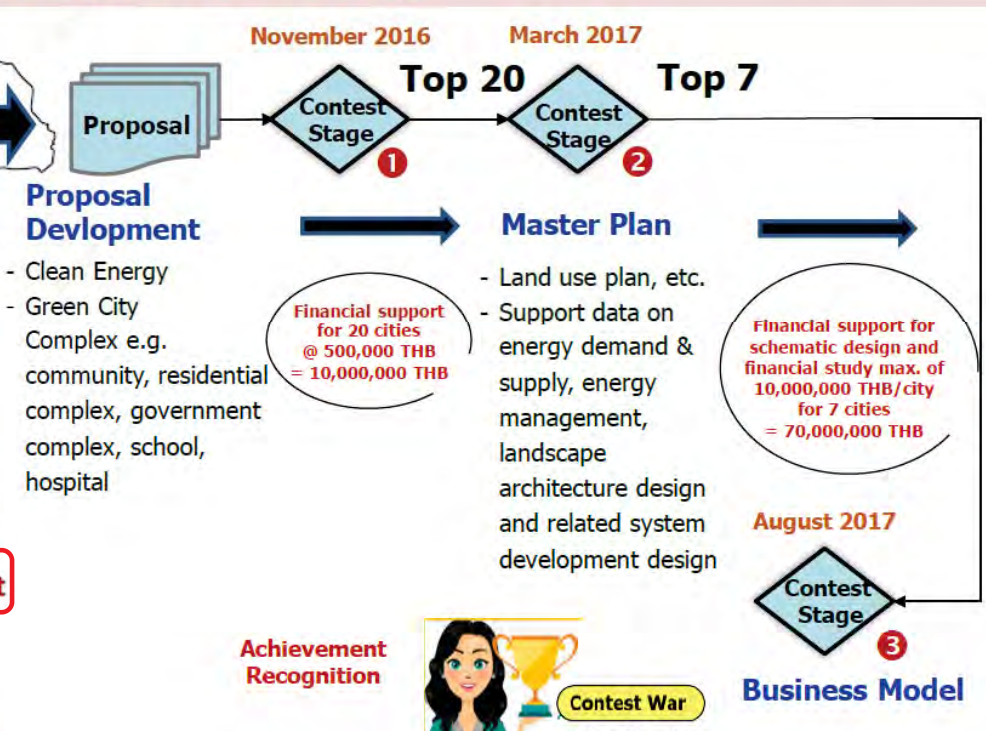 November 2016
March 2017
Top 20
Top 7
Proposal
Contest
Stage
1
Contest
Stage
2
Proposal
Devlopment
- Clean Energy
- Green City
Complex e.g.
community, residential
complex, government
complex, school,
hospital
Financial support
for 20 cities
@ 500,000 THB
= 10,000,000 THB
Master Plan
- Land use plan, etc.
- Support data on
energy demand &
supply, energy
management,
landscape
architecture design
and related system
development design
Financial support for
schematic design and
financial study max. of
10,000,000 THB/city
for 7 cities
= 70,000,000 THB
August 2017
Contest
Stage
3
Business Model
t
Achievement
Recognition
Contest War